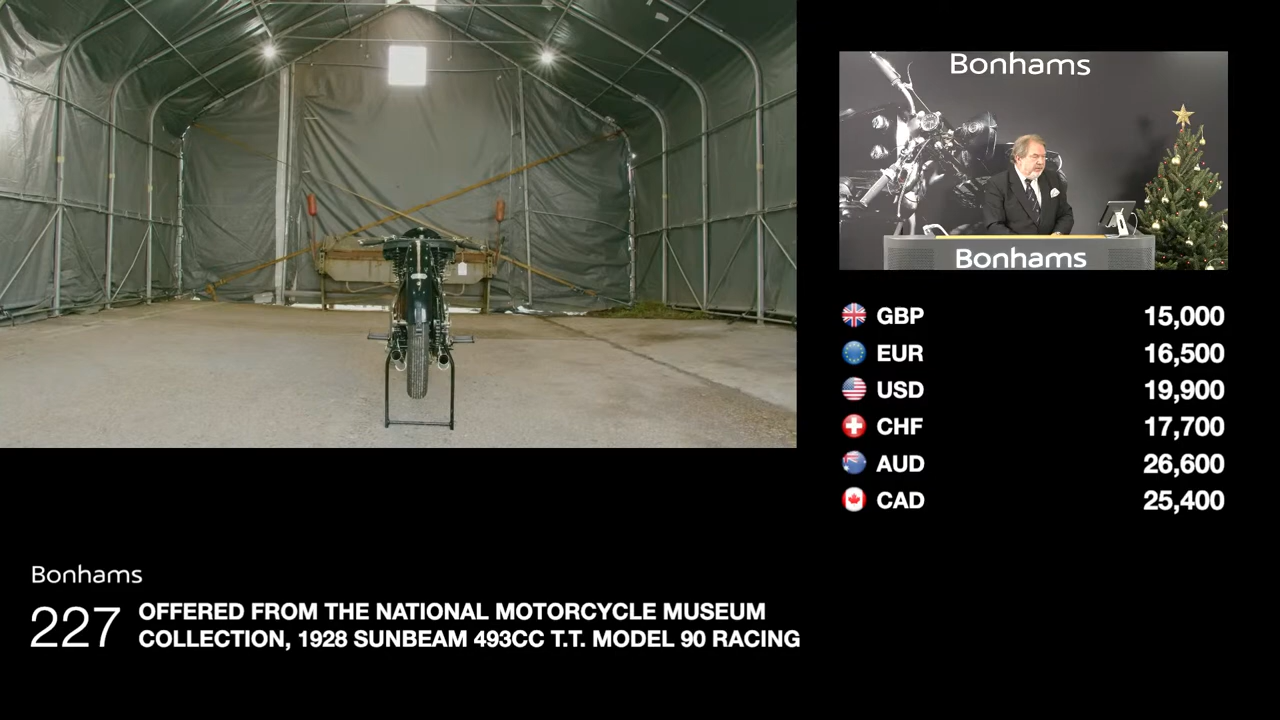 Bonhams
Bonhams
GBP 15,000
EUR 16,500
USD 19,900
CHF 17,700
AUD 26,600
CAD 25,400
Bonhams
227 OFFERED FROM THE NATIONAL MOTORCYCLE MUSEUM
COLLECTION, 1928 SUNBEAM 493CC T.T. MODEL 90 RACING